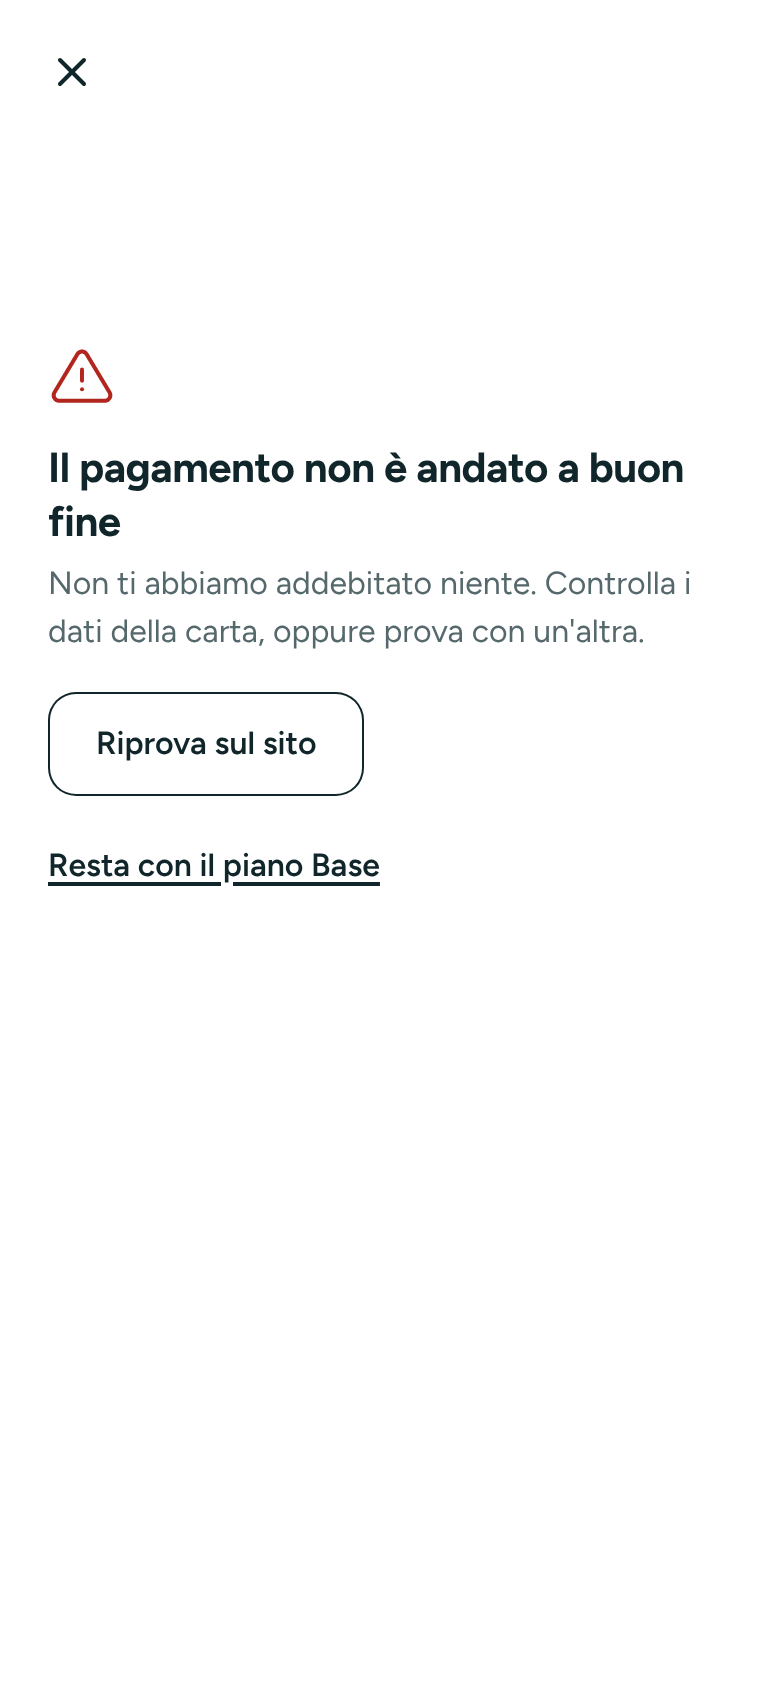 Il pagamento non è andato a buon
fine
Non ti abbiamo addebitato niente. Controlla i
dati della carta, oppure prova con un'altra.
Riprova sul sito
Resta con il piano Base